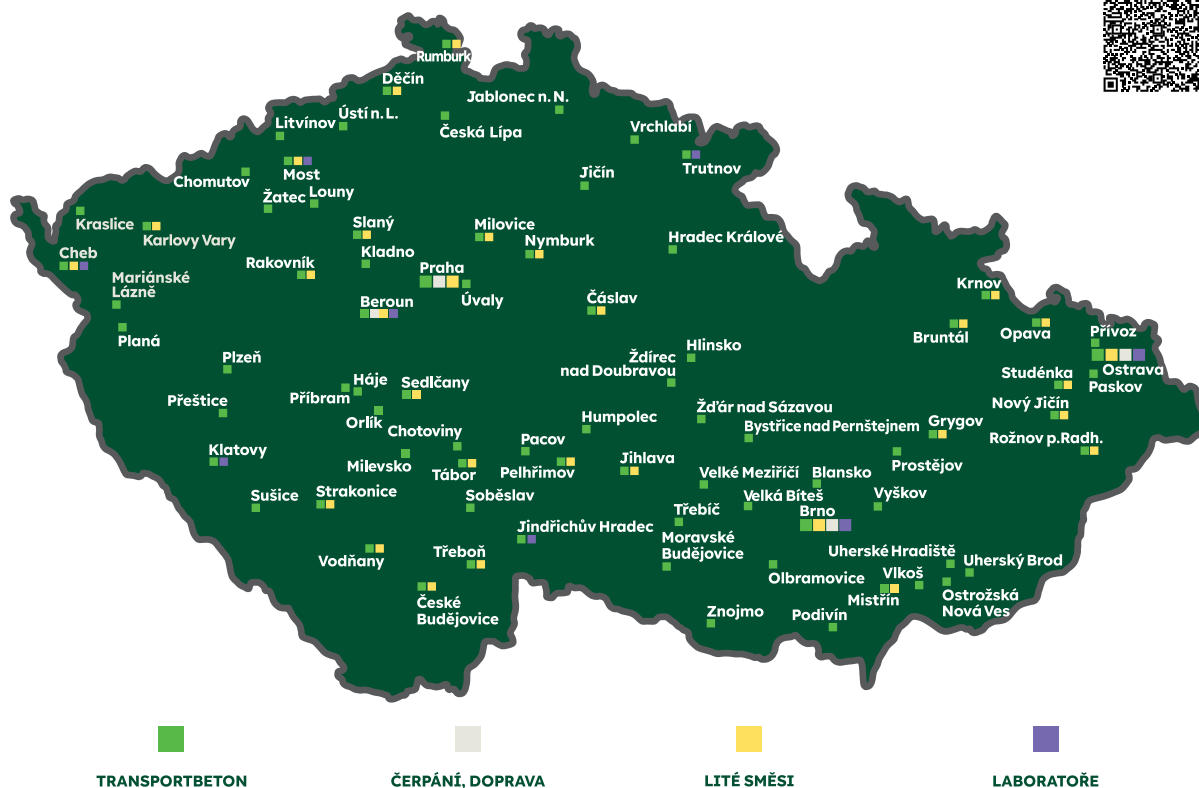 Rumburk
Děčín
Jablonec n. N.
Ústí n. L.
Litvínov
Česká Lípa
Vrchlabí
Trutnov
Most
Chomutov
Jičín
Žatec
Louny
Kraslice
Karlovy Vary
Slaný
Milovice
Nymburk
Hradec Králové
Cheb
Kladno
Rakovník
Praha
Mariánské
Lázně
Úvaly
Krnov
Beroun
Čáslav
Planá
Bruntál
Opava
Přívoz
Hlinsko
Plzeň
Ždírec
nad Doubravou
Ostrava
Studénka
Paskov
Háje
Sedlčany
Příbram
Přeštice
Nový Jičín
Orlík
Humpolec
Žďár nad Sázavou
Bystřice nad Pernštejnem
Grygov
Chotoviny
Rožnov p.Radh.
Klatovy
Pacov
Milevsko
Jihlava
Prostějov
Tábor
Pelhřimov
Velké Meziříčí
Blansko
Sušice
Strakonice
Soběslav
Velká Bíteš
Vyškov
Třebíč
Brno
Jindřichův Hradec
Moravské
Budějovice
Vodňany
Třeboň
Uherské Hradiště
Uherský Brod
Olbramovice
Vlkoš
Mistřín
Ostrožská
Nová Ves
České
Budějovice
Znojmo
Podivín
TRANSPORTBETON
ČERPÁNÍ, DOPRAVA
LITÉ SMĚSI
LABORATOŘE